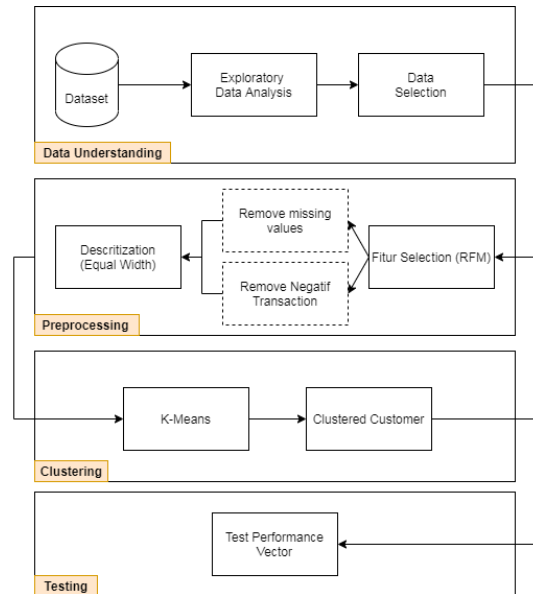 Dataset
Exploratory
Data Analysis
Data
Selection
Data Understanding
Descritization
(Equal Width)
Remove missing
values
Remove Negatif
Transaction
Fitur Selection (RFM)
Preprocessing
K-Means
Clustered Customer
Clustering
Test Performance
Vector
Testing